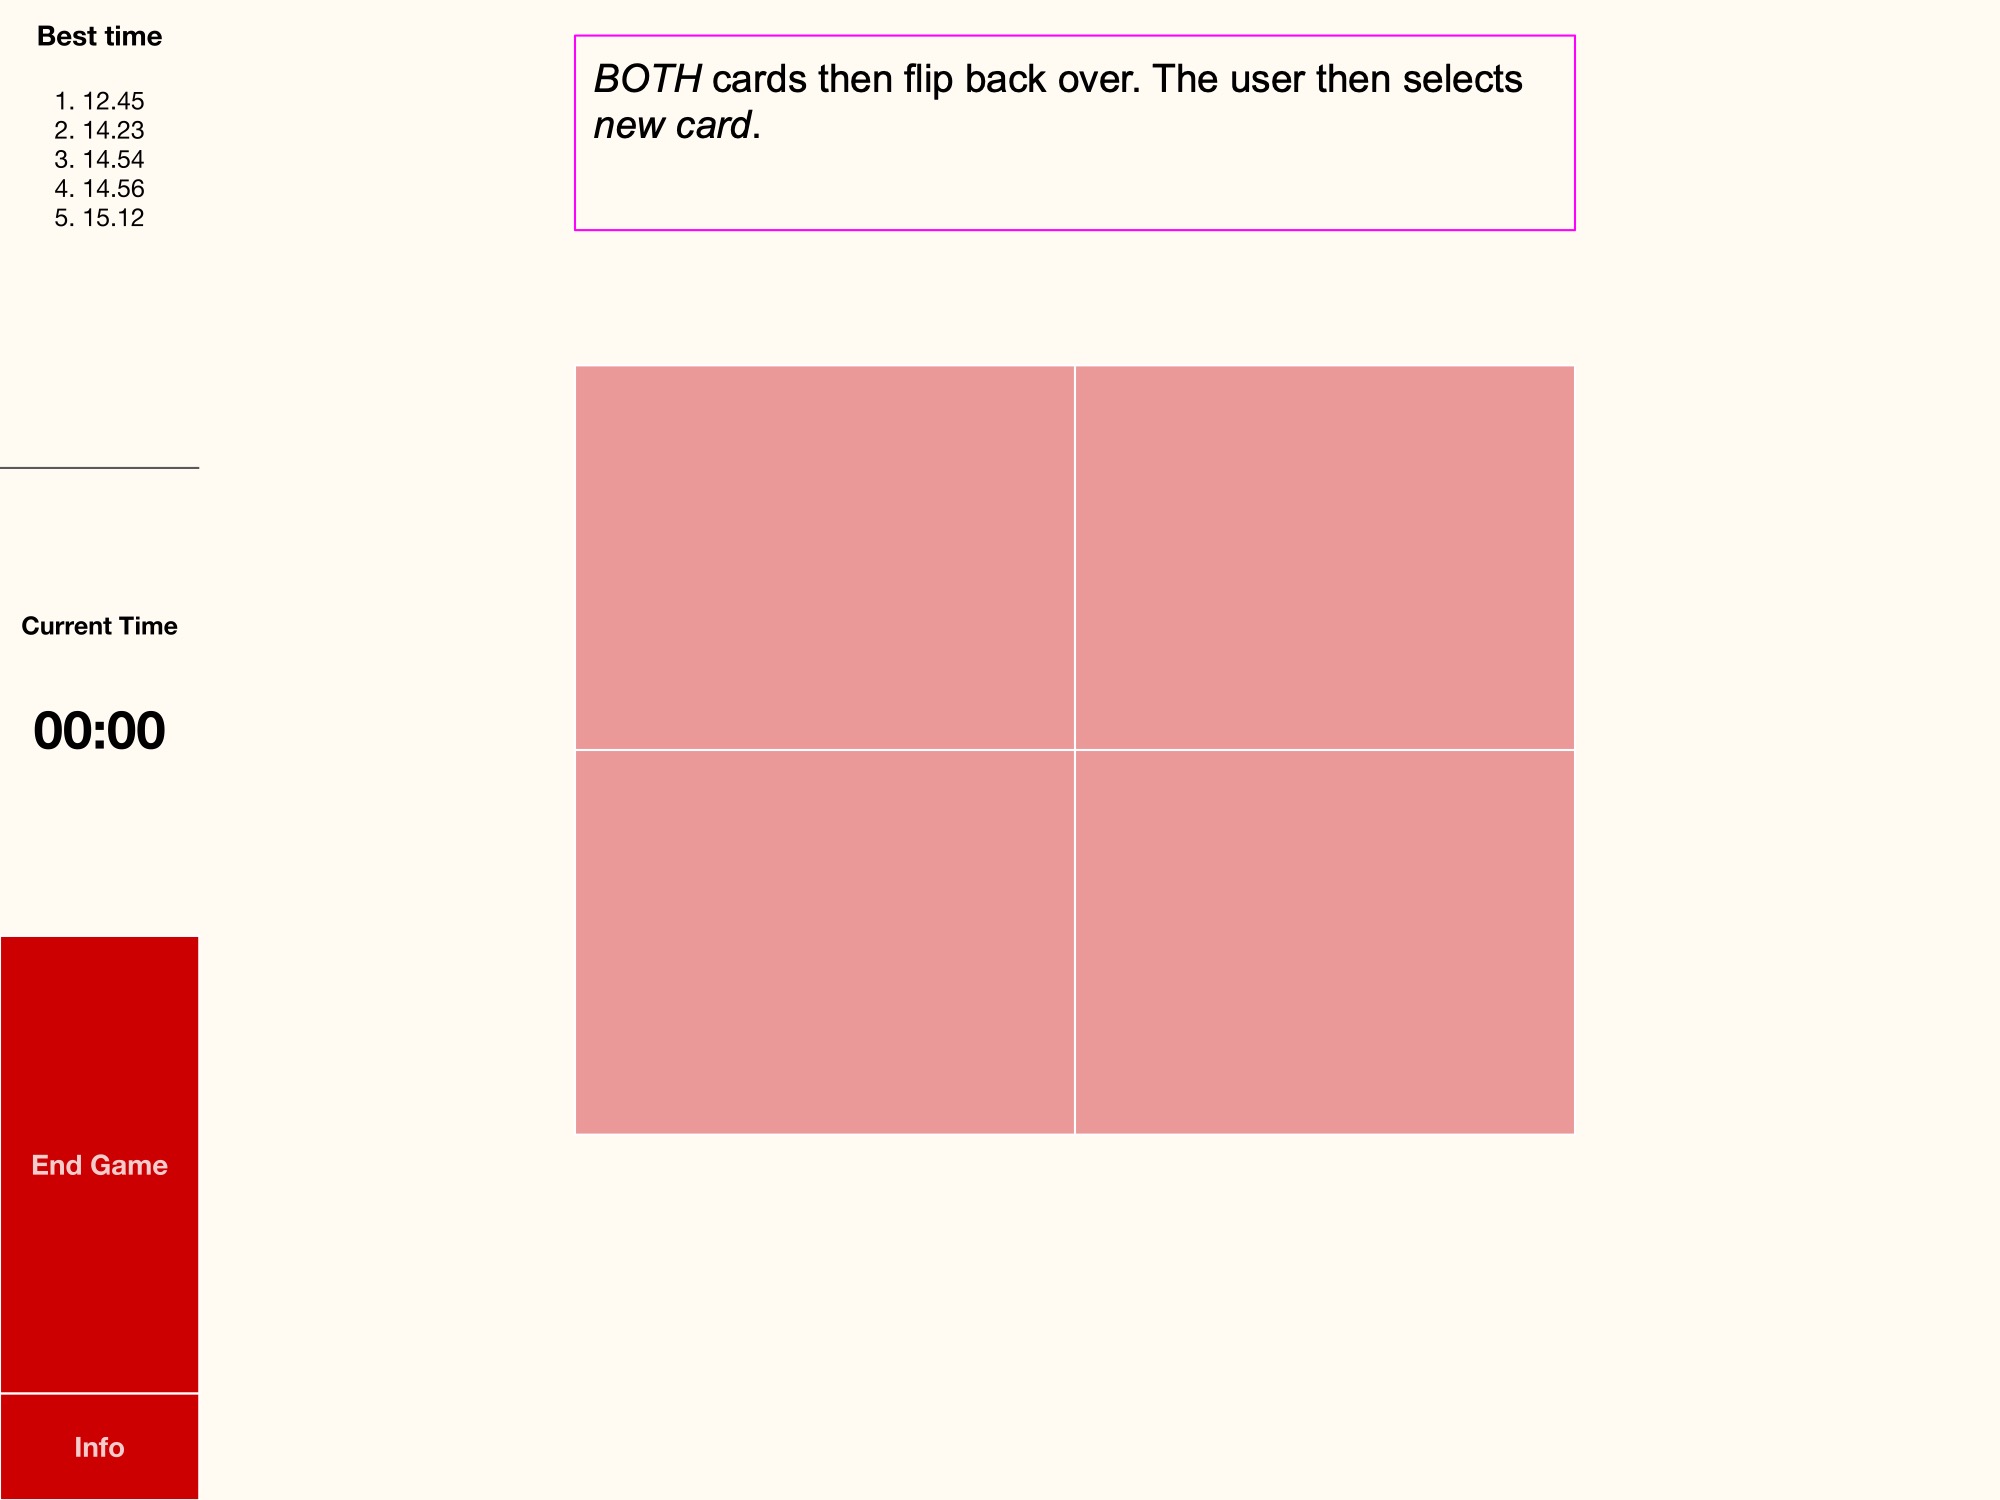 Best time
1. 12.45
2. 14.23
3. 14.54
4. 14.56
5. 15.12
BOTH cards then flip back over. The user then selects
new card.
Current Time
00:00
End Game
Info